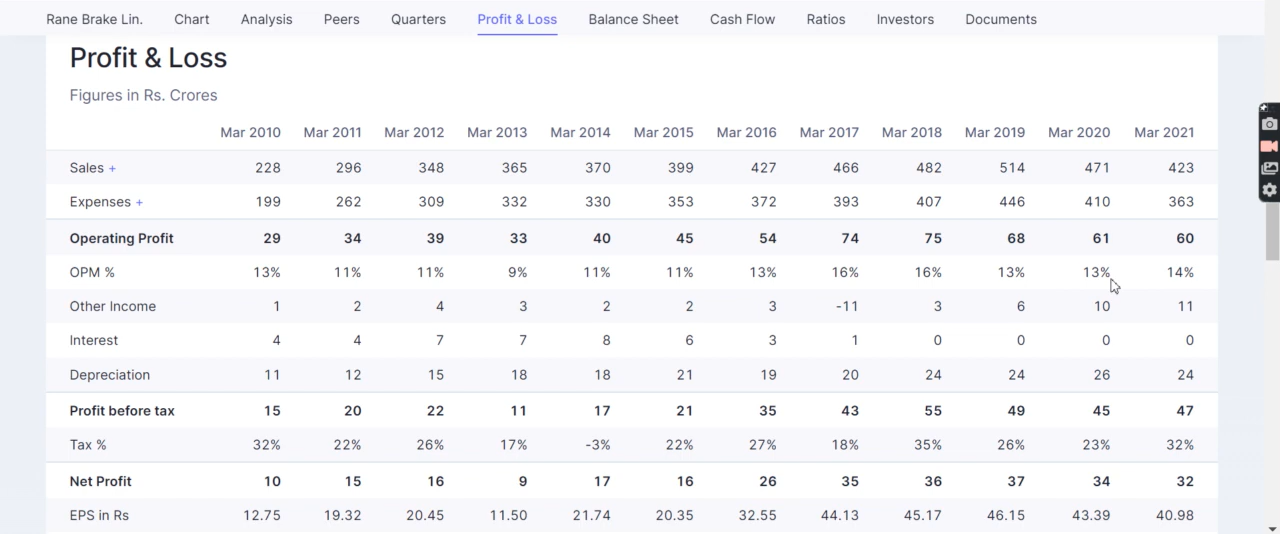 Rane Brake Lin. Chart Analysis Peers Quarters Profit & Loss Balance Sheet Cash Flow Ratios Investors Documents
Profit & Loss
Figures in Rs. Crores
Mar 2010 Mar 2011 Mar 2012 Mar 2013 Mar 2014 Mar 2015 Mar 2016 Mar 2017 Mar 2018 Mar 2019 Mar 2020 Mar 2021
Sales + 228 296 348 365 370 399 427 466 482 514 471 423
Expenses + 199 262 309 332 330 353 372 393 407 446 410 363
Operating Profit 29 34 39 33 40 45 54 74 75 68 61 60
OPM % 13% 11% 11% 9% 11% 11% 13% 16% 16% 13% 13% 14%
Other Income 1 2 4 3 2 2 3 -11 3 6 10 11
Interest 4 4 7 7 8 6 3 1 0 0 0 0
Depreciation 11 12 15 18 18 21 19 20 24 24 26 24
Profit before tax 15 20 22 11 17 21 35 43 55 49 45 47
Tax % 32% 22% 26% 17% -3% 22% 27% 18% 35% 26% 23% 32%
Net Profit 10 15 16 9 17 16 26 35 36 37 34 32
EPS in Rs 12.75 19.32 20.45 11.50 21.74 20.35 32.55 44.13 45.17 46.15 43.39 40.98